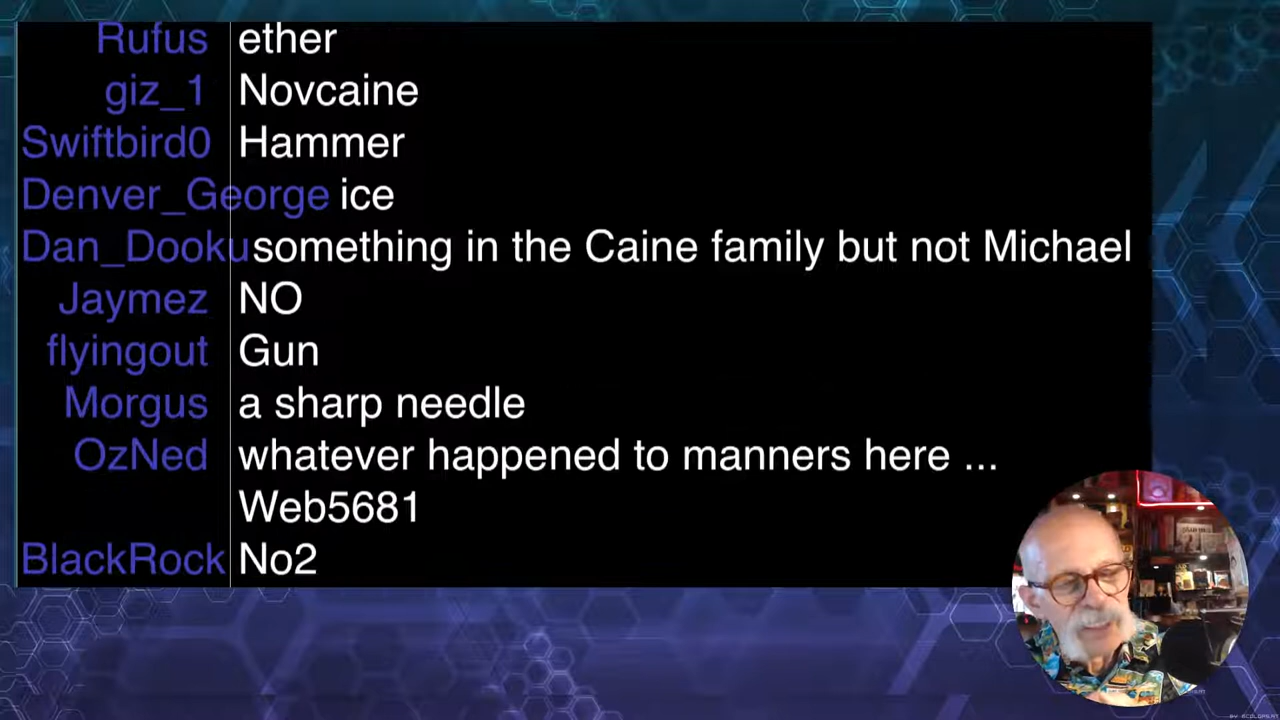 Rufus ether
giz_1 Novcaine
Swiftbird0 Hammer
Denver_George ice
Dan_Dooku something in the Caine family but not Michael
Jaymez NO
flyingout Gun
Morgus a sharp needle
OzNed whatever happened to manners here ...
Web5681
BlackRock No2